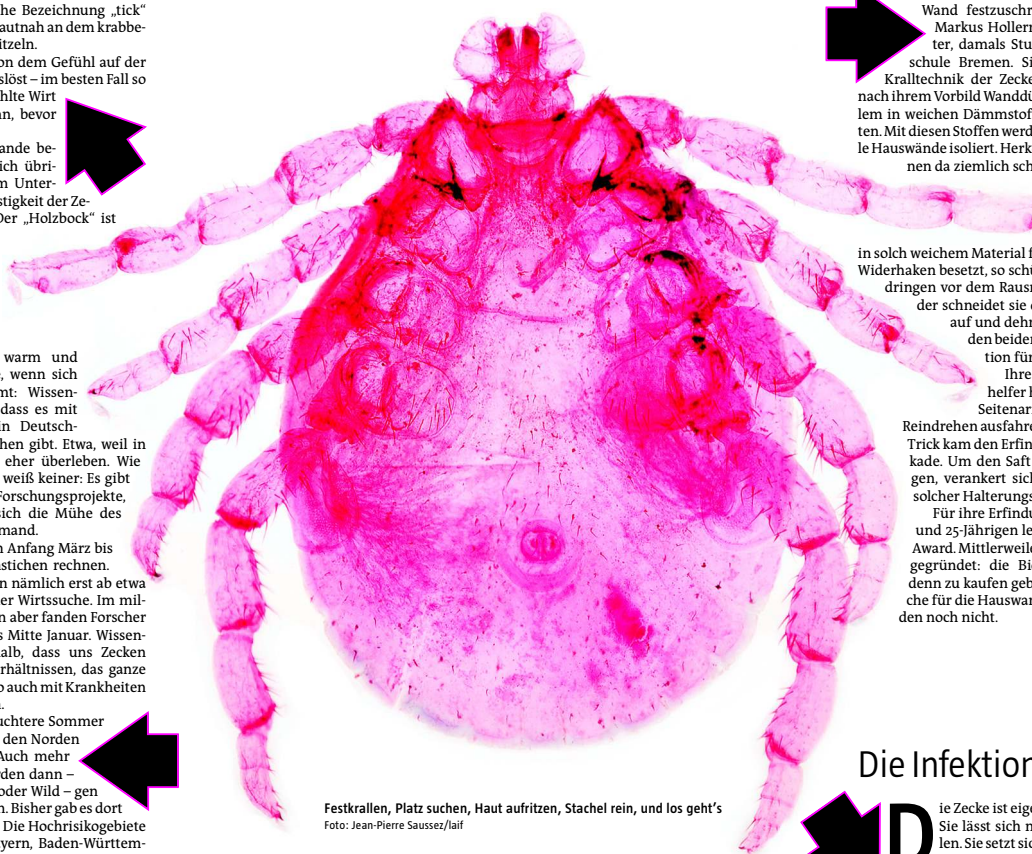 he Bezeichnung „tick“
autnah an dem krabbe-
itzeln.
on dem Gefühl auf der
slöst – im besten Fall so
hlte Wirt
n, bevor
ande be-
ich übri-
m Unter-
stigkeit der Ze-
Der „Holzbock“ ist
warm und
, wenn sich
mt: Wissen-
dass es mit
in Deutsch-
hen gibt. Etwa, weil in
eher überleben. Wie
weiß keiner: Es gibt
Forschungsprojekte,
sich die Mühe des
mand.
n Anfang März bis
stichen rechnen.
n nämlich erst ab etwa
er Wirtssuche. Im mil-
n aber fanden Forscher
s Mitte Januar. Wissen-
alb, dass uns Zecken
rhältnissen, das ganze
o auch mit Krankheiten
n.
uchtere Sommer
den Norden
Auch mehr
rden dann –
oder Wild – gen
n. Bisher gab es dort
Die Hochrisikogebiete
yern, Baden-Württem-
Festkrallen, Platz suchen, Haut aufritzen, Stachel rein, und los geht’s
Foto: Jean-Pierre Saussez/laif
Wand festzuschr
Markus Hollerm
ter, damals Stu
schule Bremen. Si
Kralltechnik der Zecke
nach ihrem Vorbild Wanddü
lem in weichen Dämmstof
ten. Mit diesen Stoffen werd
le Hauswände isoliert. Herk
nen da ziemlich sch
in solch weichem Material f
Widerhaken besetzt, so schü
dringen vor dem Rausr
der schneidet sie
auf und dehn
den beiden
tion für
Ihre
helfer
Seitenar
Reindrehen ausfahre
Trick kam den Erfin
kade. Um den Saft
gen, verankert sich
solcher Halterungs
Für ihre Erfindu
und 25-Jährigen le
Award. Mittlerweile
gegründet: die Bi
denn zu kaufen geb
che für die Hauswan
den noch nicht.
Die Infektion
Die Zecke ist eige
Sie lässt sich n
len. Sie setzt si